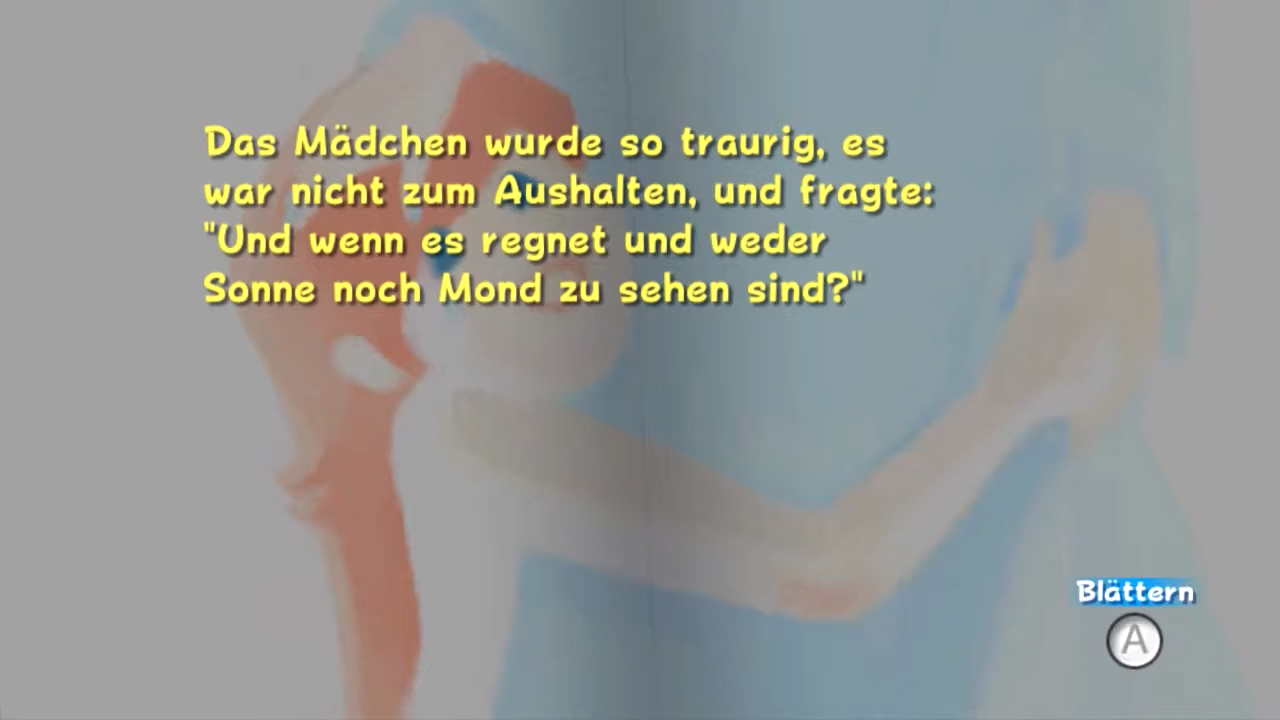 Das Mädchen wurde so traurig, es
war nicht zum Aushalten, und fragte:
"Und wenn es regnet und weder
Sonne noch Mond zu sehen sind?"
Blättern
A